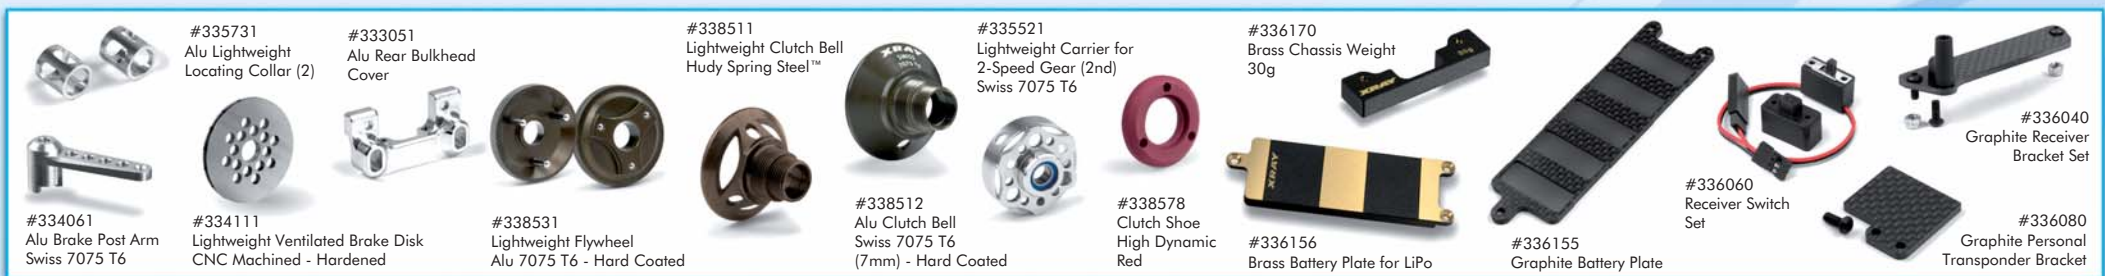 #335731
Alu Lightweight
Locating Collar (2)
#333051
Alu Rear Bulkhead
Cover
#338511
Lightweight Clutch Bell
Hudy Spring Steel™
#335521
Lightweight Carrier for
2-Speed Gear (2nd)
Swiss 7075 T6
#336170
Brass Chassis Weight
30g
#336040
Graphite Receiver
Bracket Set
#334061
Alu Brake Post Arm
Swiss 7075 T6
#334111
Lightweight Ventilated Brake Disk
CNC Machined - Hardened
#338531
Lightweight Flywheel
Alu 7075 T6 - Hard Coated
#338512
Alu Clutch Bell
Swiss 7075 T6
(7mm) - Hard Coated
#338578
Clutch Shoe
High Dynamic
Red
#336156
Brass Battery Plate for LiPo
#336155
Graphite Battery Plate
#336060
Receiver Switch
Set
#336080
Graphite Personal
Transponder Bracket
XRAY
XRAY
30g
XRAY